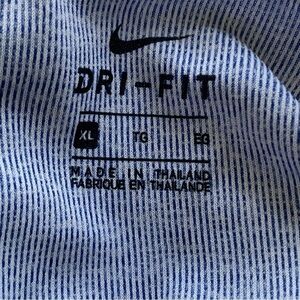 DRI-FIT
XL TG EG
MADE IN THAILAND
FABRIQUE EN THAILANDE